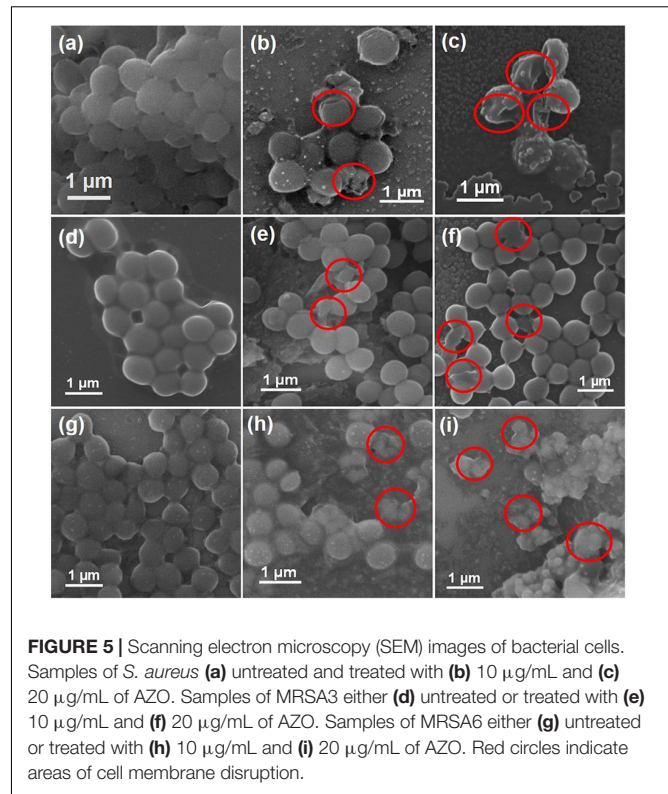 (a)
(b)
(c)
1 µm
1 µm
1 µm
(d)
(e)
(f)
1 µm
1 µm
1 µm
(g)
(h)
(i)
1 µm
1 µm
1 µm
FIGURE 5 | Scanning electron microscopy (SEM) images of bacterial cells.
Samples of S. aureus (a) untreated and treated with (b) 10 µg/mL and (c)
20 µg/mL of AZO. Samples of MRSA3 either (d) untreated or treated with (e)
10 µg/mL and (f) 20 µg/mL of AZO. Samples of MRSA6 either (g) untreated
or treated with (h) 10 µg/mL and (i) 20 µg/mL of AZO. Red circles indicate
areas of cell membrane disruption.